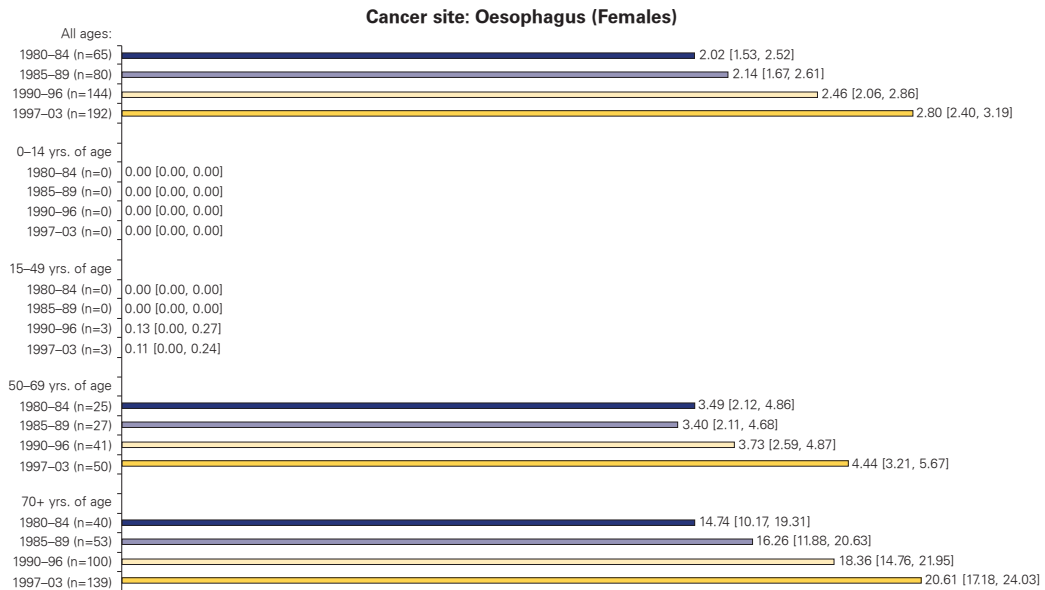 Cancer site: Oesophagus (Females)
All ages:
1980–84 (n=65) 2.02 [1.53, 2.52]
1985–89 (n=80) 2.14 [1.67, 2.61]
1990–96 (n=144) 2.46 [2.06, 2.86]
1997–03 (n=192) 2.80 [2.40, 3.19]
0–14 yrs. of age
1980–84 (n=0) 0.00 [0.00, 0.00]
1985–89 (n=0) 0.00 [0.00, 0.00]
1990–96 (n=0) 0.00 [0.00, 0.00]
1997–03 (n=0) 0.00 [0.00, 0.00]
15–49 yrs. of age
1980–84 (n=0) 0.00 [0.00, 0.00]
1985–89 (n=0) 0.00 [0.00, 0.00]
1990–96 (n=3) 0.13 [0.00, 0.27]
1997–03 (n=3) 0.11 [0.00, 0.24]
50–69 yrs. of age
1980–84 (n=25) 3.49 [2.12, 4.86]
1985–89 (n=27) 3.40 [2.11, 4.68]
1990–96 (n=41) 3.73 [2.59, 4.87]
1997–03 (n=50) 4.44 [3.21, 5.67]
70+ yrs. of age
1980–84 (n=40) 14.74 [10.17, 19.31]
1985–89 (n=53) 16.26 [11.88, 20.63]
1990–96 (n=100) 18.36 [14.76, 21.95]
1997–03 (n=139) 20.61 [17.18, 24.03]